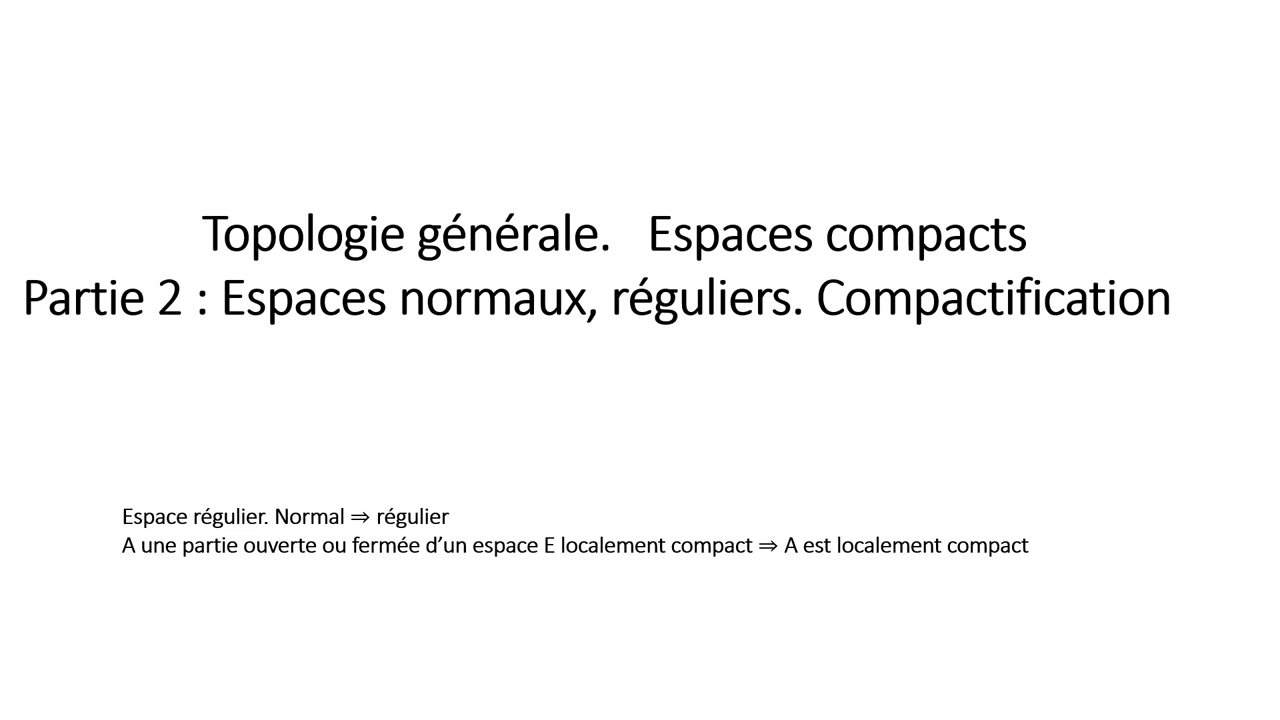 Topologie générale.   Espaces compacts
Partie 2 : Espaces normaux, réguliers. Compactification
Espace régulier. Normal ⇒ régulier
A une partie ouverte ou fermée d’un espace E localement compact ⇒ A est localement compact